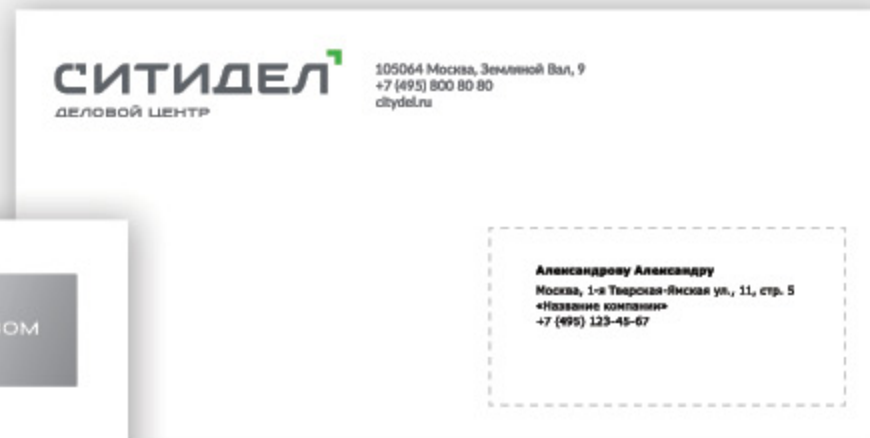 СИТИДЕЛ
ДЕЛОВОЙ ЦЕНТР
105064 Москва, Земляной Вал, 9
+7 (495) 800 80 80
citydel.ru
Александрову Александру
Москва, 1-я Тверская-Ямская ул., 11, стр. 5
«Название компании»
+7 (495) 123-45-67
ЮМ